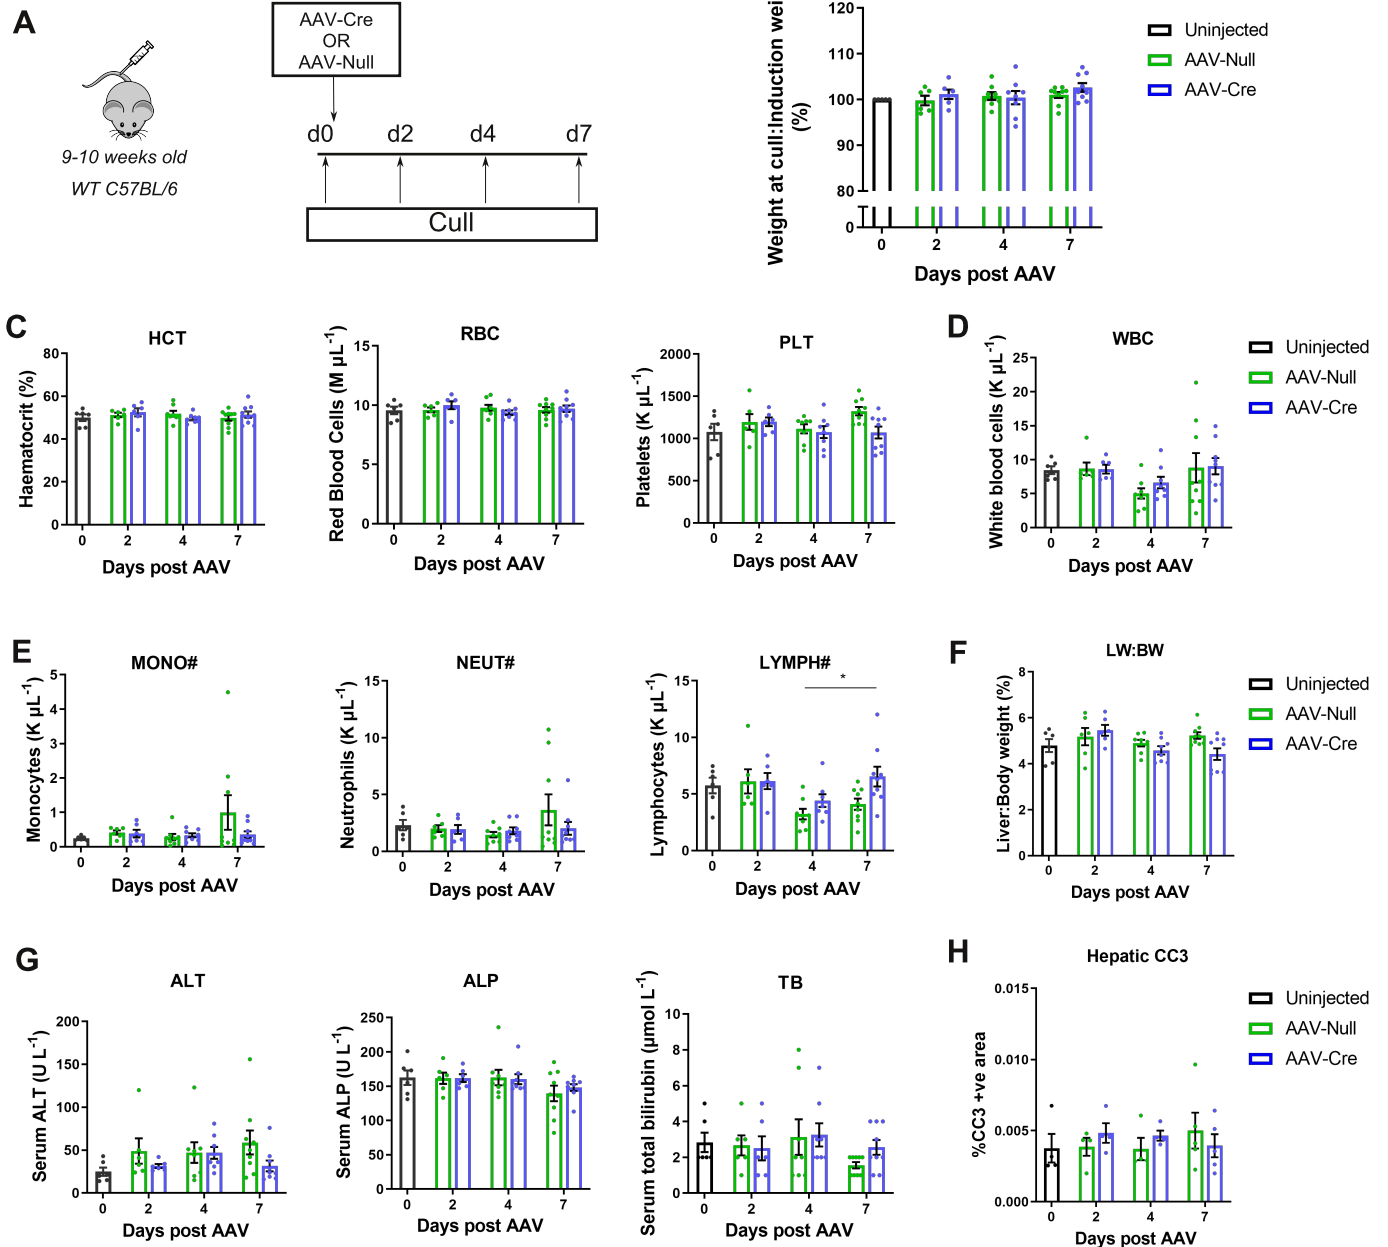 A
9-10 weeks old
WT C57BL/6
AAV-Cre
OR
AAV-Null
d0 d2 d4 d7
Cull
Weight at cull:Induction wei
(%)
120
100
110
90
80
0
0 2 4 7
Days post AAV
Uninjected
AAV-Null
AAV-Cre
C
HCT
Haematocrit (%)
80
60
40
20
0
0 2 4 7
Days post AAV
RBC
Red Blood Cells (M µL-1)
15
10
5
0
0 2 4 7
Days post AAV
PLT
Platelets (K µL-1)
2000
1500
1000
500
0
0 2 4 7
Days post AAV
D
WBC
White blood cells (K µL-1)
25
20
15
10
5
0
0 2 4 7
Days post AAV
Uninjected
AAV-Null
AAV-Cre
E
MONO#
Monocytes (K µL-1)
5
4
3
2
1
0
0 2 4 7
Days post AAV
NEUT#
Neutrophils (K µL-1)
15
10
5
0
0 2 4 7
Days post AAV
LYMPH#
*
Lymphocytes (K µL-1)
15
10
5
0
0 2 4 7
Days post AAV
F
LW:BW
Liver:Body weight (%)
8
6
4
2
0
0 2 4 7
Days post AAV
Uninjected
AAV-Null
AAV-Cre
G
ALT
Serum ALT (U L-1)
200
150
100
50
0
0 2 4 7
Days post AAV
ALP
Serum ALP (U L-1)
250
200
150
100
50
0
0 2 4 7
Days post AAV
TB
Serum total bilirubin (µmol L-1)
10
8
6
4
2
0
0 2 4 7
Days post AAV
H
Hepatic CC3
%CC3 +ve area
0.015
0.010
0.005
0.000
0 2 4 7
Days post AAV
Uninjected
AAV-Null
AAV-Cre